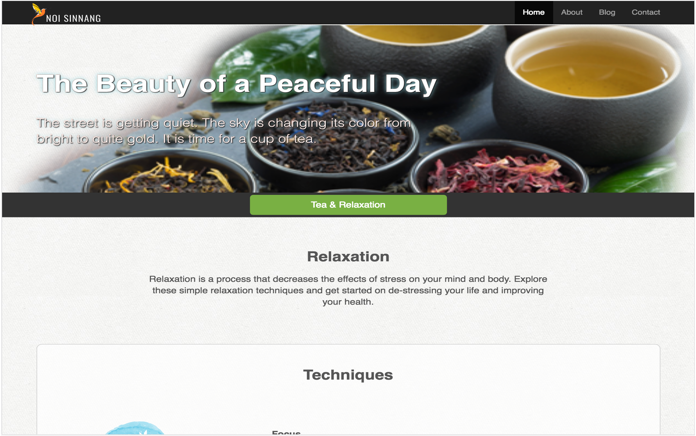 NOI SINNANG
Home About Blog Contact
The Beauty of a Peaceful Day
The street is getting quiet. The sky is changing its color from
bright to quite gold. It is time for a cup of tea.
Tea & Relaxation
Relaxation
Relaxation is a process that decreases the effects of stress on your mind and body. Explore
these simple relaxation techniques and get started on de-stressing your life and improving
your health.
Techniques
Focus